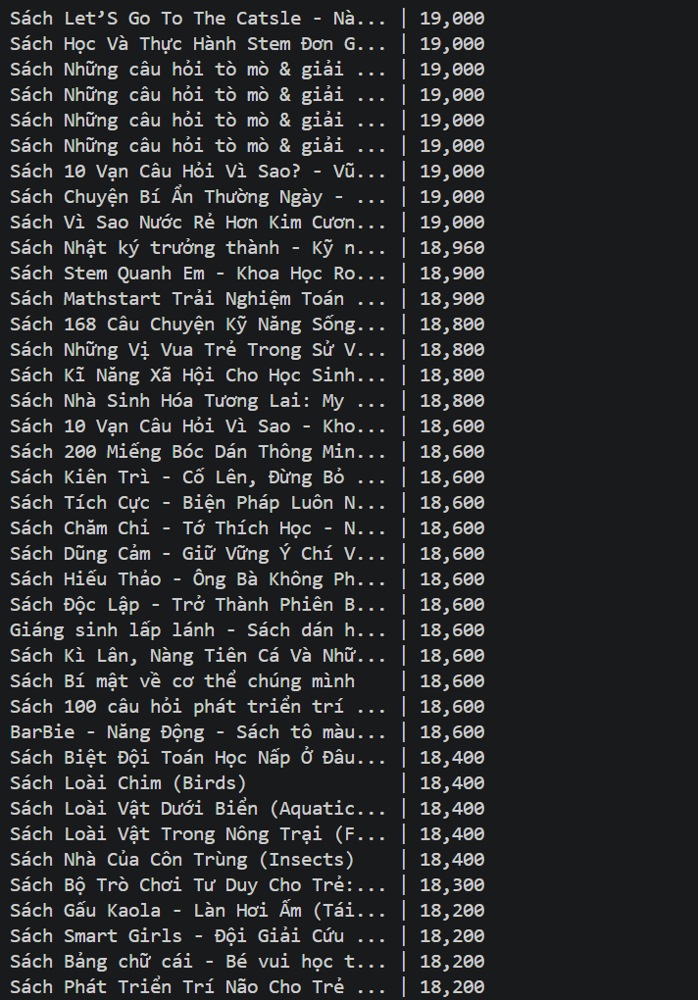 Sách Let’S Go To The Catsle - Nà... | 19,000
Sách Học Và Thực Hành Stem Đơn G... | 19,000
Sách Những câu hỏi tò mò & giải ... | 19,000
Sách Những câu hỏi tò mò & giải ... | 19,000
Sách Những câu hỏi tò mò & giải ... | 19,000
Sách Những câu hỏi tò mò & giải ... | 19,000
Sách 10 Vạn Câu Hỏi Vì Sao? - Vũ... | 19,000
Sách Chuyện Bí Ẩn Thường Ngày - ... | 19,000
Sách Vì Sao Nước Rẻ Hơn Kim Cươn... | 19,000
Sách Nhật ký trưởng thành - Kỹ n... | 18,960
Sách Stem Quanh Em - Khoa Học Ro... | 18,900
Sách Mathstart Trải Nghiệm Toán ... | 18,900
Sách 168 Câu Chuyện Kỹ Năng Sống... | 18,800
Sách Những Vị Vua Trẻ Trong Sử V... | 18,800
Sách Kĩ Năng Xã Hội Cho Học Sinh... | 18,800
Sách Nhà Sinh Hóa Tương Lai: My ... | 18,800
Sách 10 Vạn Câu Hỏi Vì Sao - Kho... | 18,600
Sách 200 Miếng Bóc Dán Thông Min... | 18,600
Sách Kiên Trì - Cố Lên, Đừng Bỏ ... | 18,600
Sách Tích Cực - Biện Pháp Luôn N... | 18,600
Sách Chăm Chỉ - Tớ Thích Học - N... | 18,600
Sách Dũng Cảm - Giữ Vững Ý Chí V... | 18,600
Sách Hiếu Thảo - Ông Bà Không Ph... | 18,600
Sách Độc Lập - Trở Thành Phiên B... | 18,600
Giáng sinh lấp lánh - Sách dán h... | 18,600
Sách Kì Lân, Nàng Tiên Cá Và Nhữ... | 18,600
Sách Bí mật về cơ thể chúng mình | 18,600
Sách 100 câu hỏi phát triển trí ... | 18,600
BarBie - Năng Động - Sách tô màu... | 18,600
Sách Biệt Đội Toán Học Nấp Ở Đâu... | 18,400
Sách Loài Chim (Birds) | 18,400
Sách Loài Vật Dưới Biển (Aquatic... | 18,400
Sách Loài Vật Trong Nông Trại (F... | 18,400
Sách Nhà Của Côn Trùng (Insects) | 18,400
Sách Bộ Trò Chơi Tư Duy Cho Trẻ:... | 18,300
Sách Gấu Kaola - Làn Hơi Ấm (Tái... | 18,200
Sách Smart Girls - Đội Giải Cứu ... | 18,200
Sách Bảng chữ cái - Bé vui học t... | 18,200
Sách Phát Triển Trí Não Cho Trẻ ... | 18,200